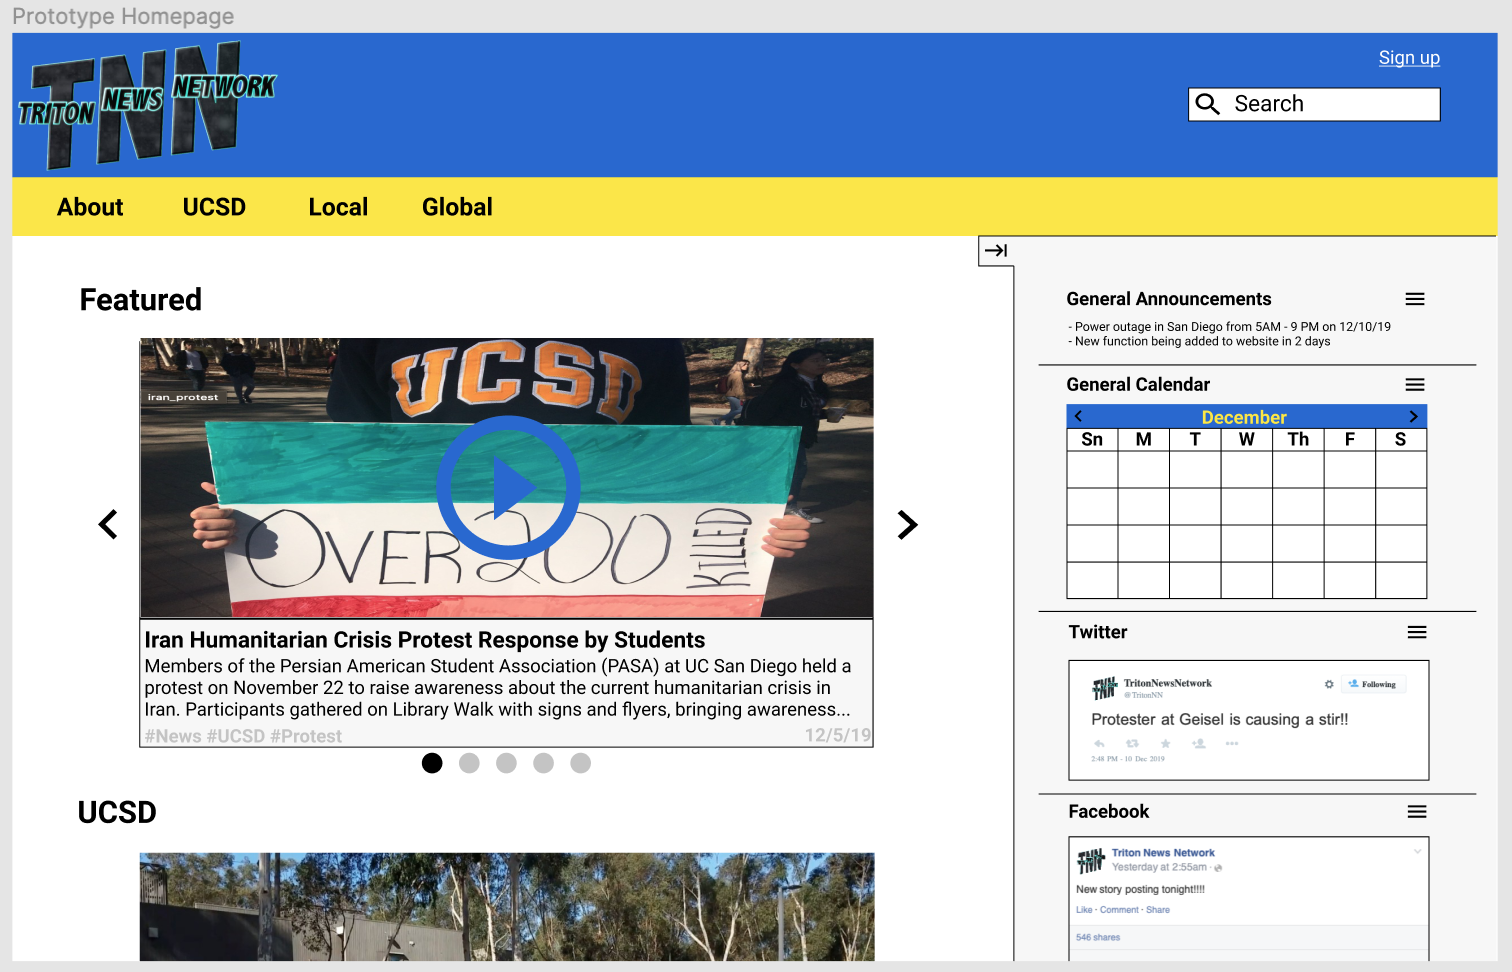 Prototype Homepage
TNN
TRITON NEWS NETWORK
Sign up
Search
About UCSD Local Global
Featured
UCSD
iran_protest
OVER 200 KILLED
Iran Humanitarian Crisis Protest Response by Students
Members of the Persian American Student Association (PASA) at UC San Diego held a
protest on November 22 to raise awareness about the current humanitarian crisis in
Iran. Participants gathered on Library Walk with signs and flyers, bringing awareness...
#News #UCSD #Protest 12/5/19
UCSD
General Announcements
- Power outage in San Diego from 5AM - 9 PM on 12/10/19
- New function being added to website in 2 days
General Calendar
December
Sn M T W Th F S
Twitter
TNN
TritonNewsNetwork
@TritonNN
Following
Protester at Geisel is causing a stir!!
2:48 PM - 10 Dec 2019
Facebook
TNN
Triton News Network
Yesterday at 2:55am ·
New story posting tonight!!!!
Like · Comment · Share
546 shares